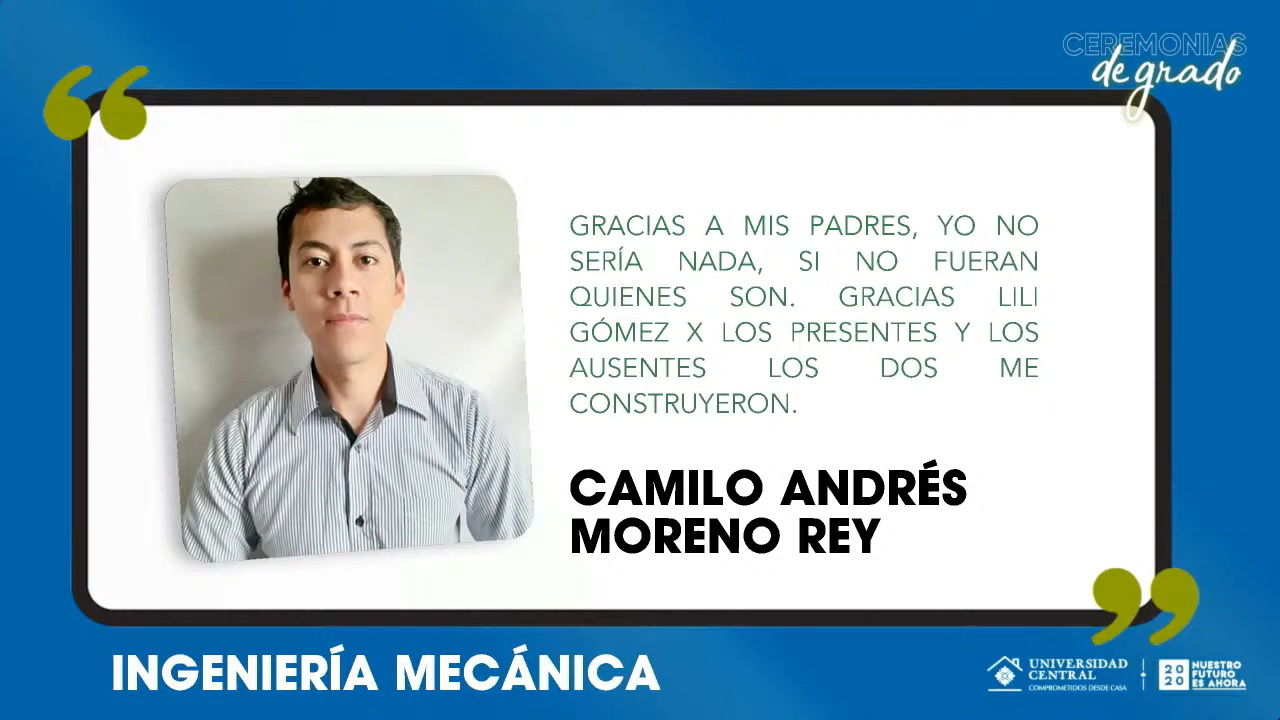 CEREMONIAS
de grado
GRACIAS A MIS PADRES, YO NO
SERÍA NADA, SI NO FUERAN
QUIENES SON. GRACIAS LILI
GÓMEZ X LOS PRESENTES Y LOS
AUSENTES LOS DOS ME
CONSTRUYERON.
CAMILO ANDRÉS
MORENO REY
INGENIERÍA MECÁNICA
UNIVERSIDAD
CENTRAL
COMPROMETIDOS DESDE CASA
20
20
NUESTRO
FUTURO
ES AHORA